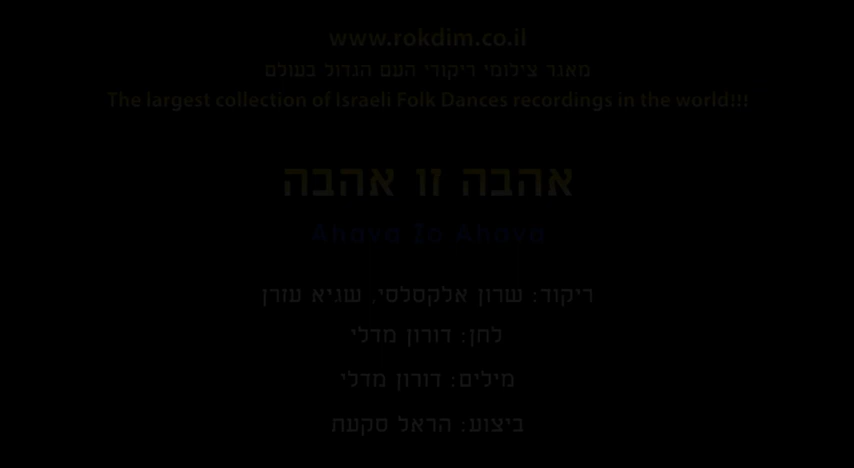 www.rokdim.co.il
מאגר צילומי ריקודי העם הגדול בעולם
The largest collection of Israeli Folk Dances recordings in the world!!!
אהבה זו אהבה
Ahava Zo Ahava
ריקוד: שרון אלקסלסי, שגיא עזרן
לחן: דורון מדלי
מילים: דורון מדלי
ביצוע: הראל סקעת